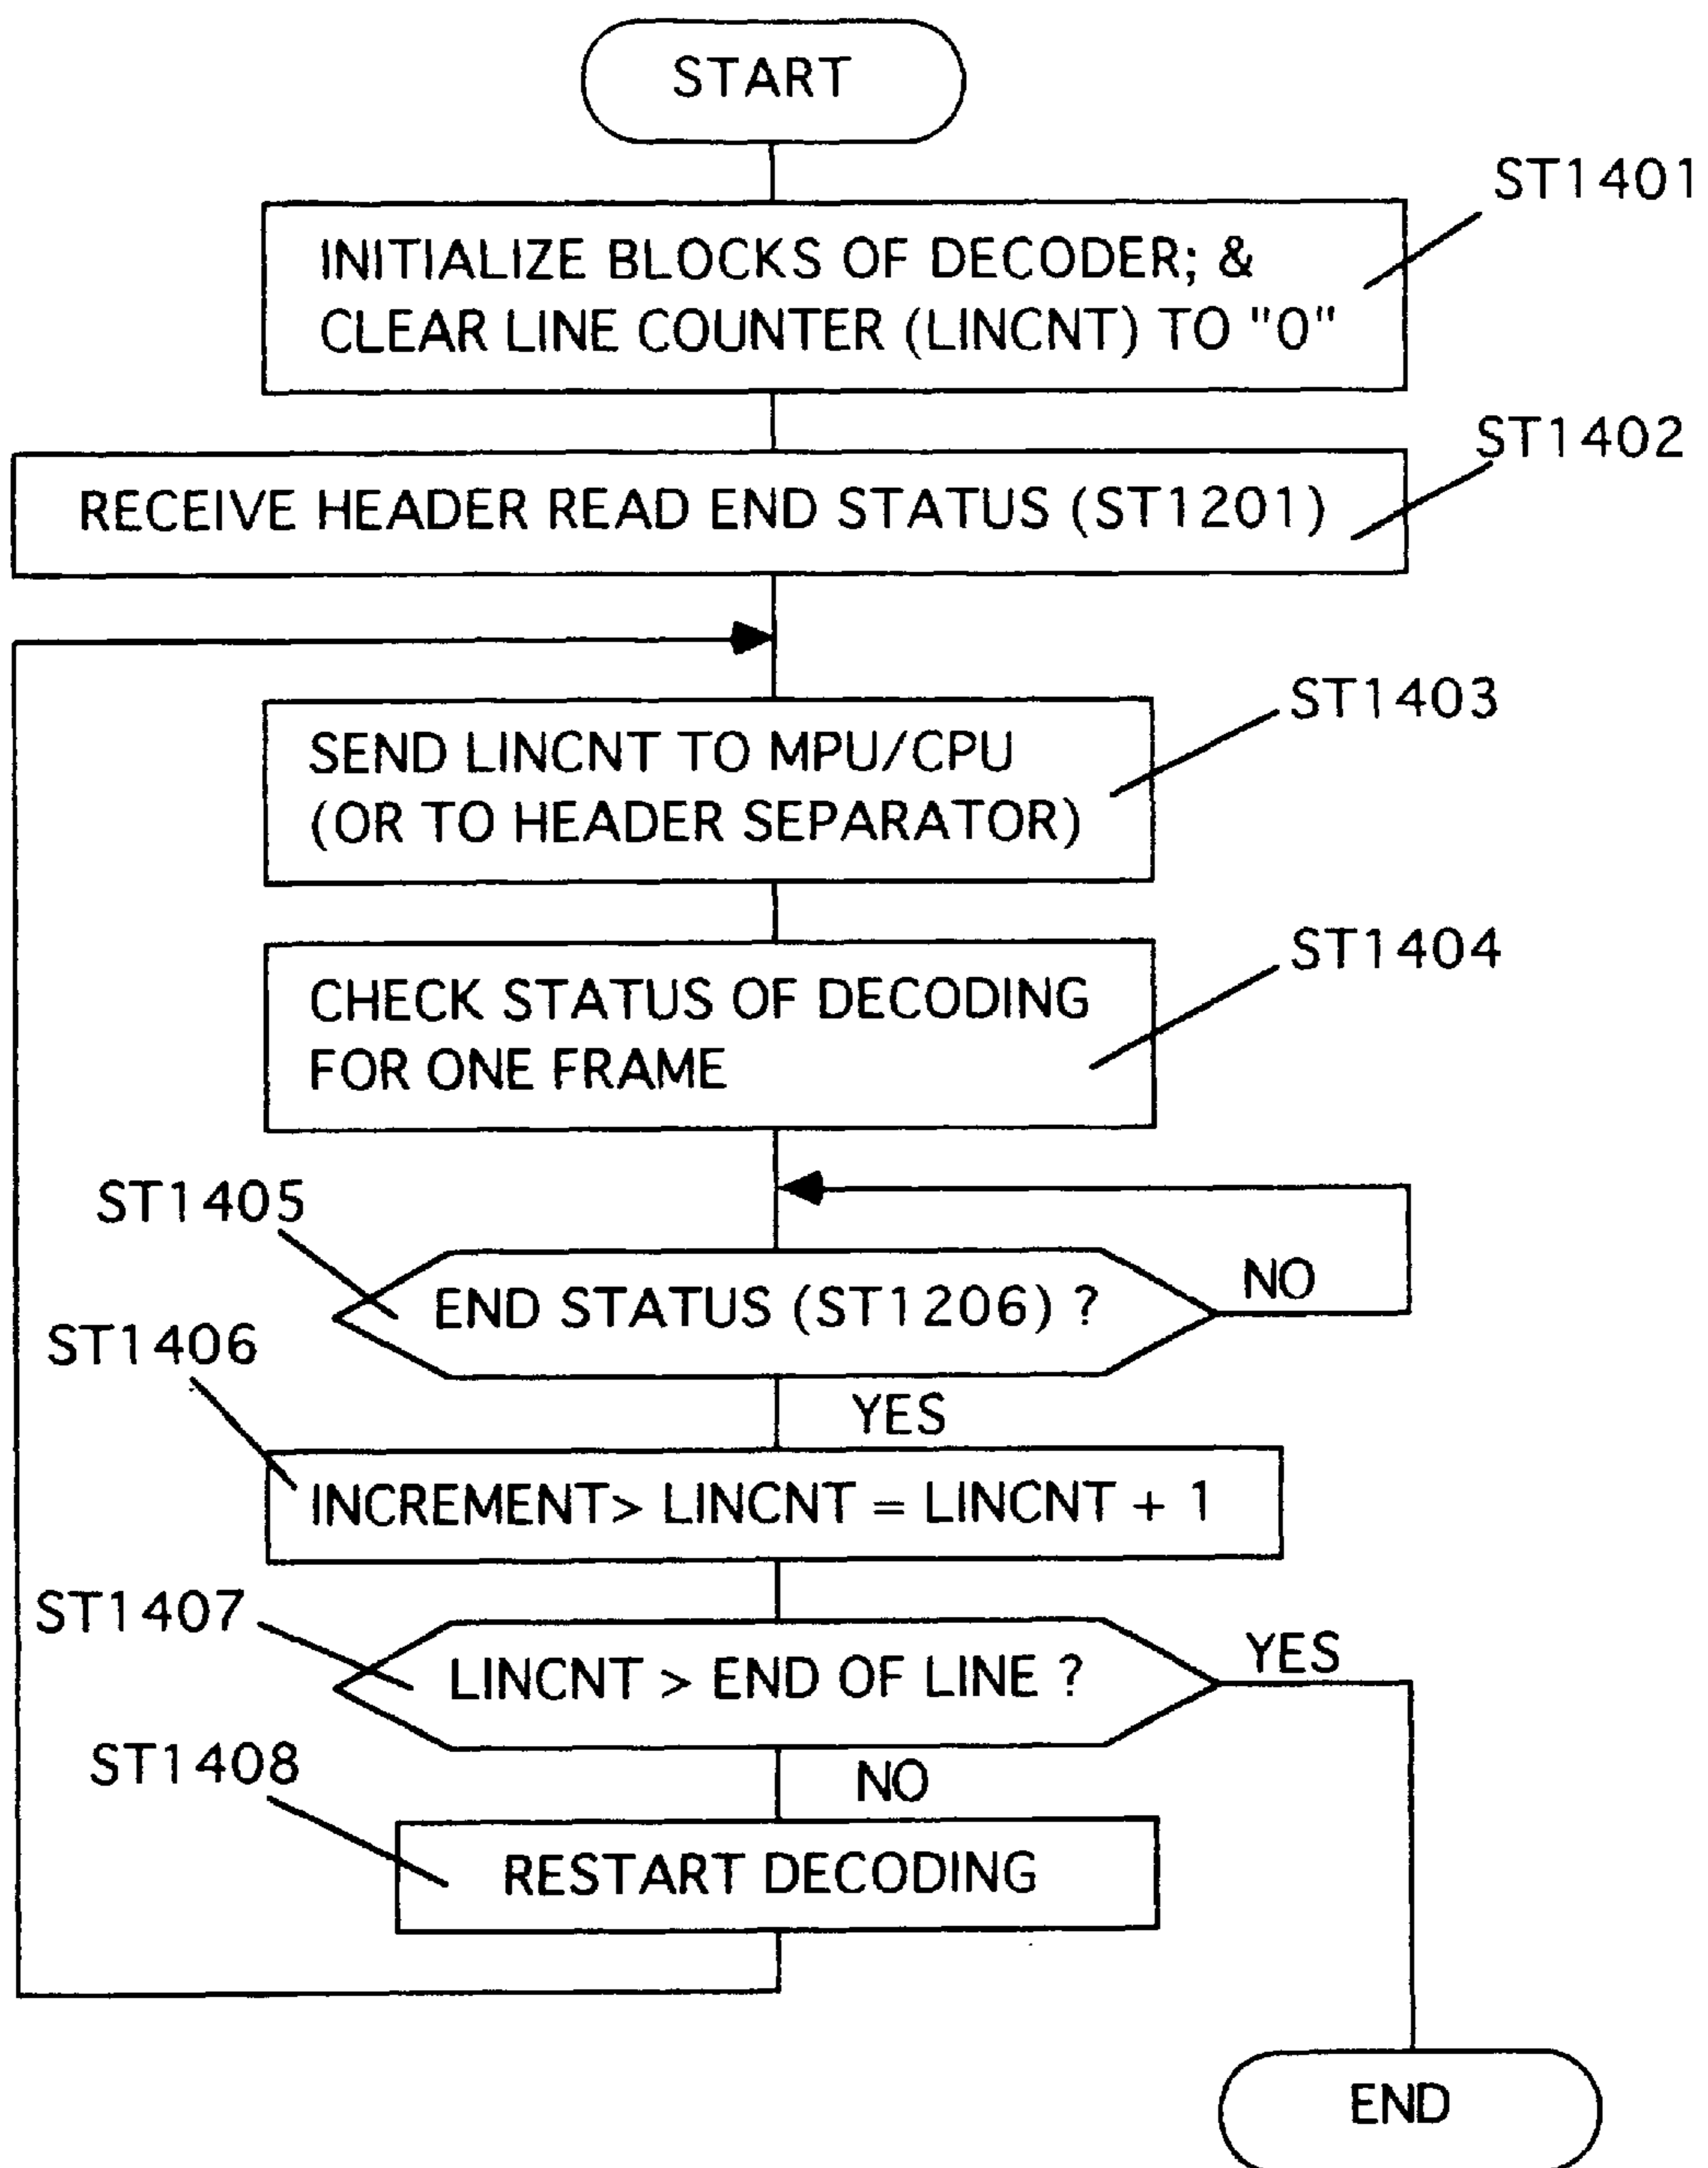 START
ST1401
INITIALIZE BLOCKS OF DECODER; &
CLEAR LINE COUNTER (LINCNT) TO "0"
ST1402
RECEIVE HEADER READ END STATUS (ST1201)
ST1403
SEND LINCNT TO MPU/CPU
(OR TO HEADER SEPARATOR)
ST1404
CHECK STATUS OF DECODING
FOR ONE FRAME
ST1405
END STATUS (ST1206) ?
NO
YES
ST1406
INCREMENT> LINCNT = LINCNT + 1
ST1407
LINCNT > END OF LINE ?
YES
NO
ST1408
RESTART DECODING
END